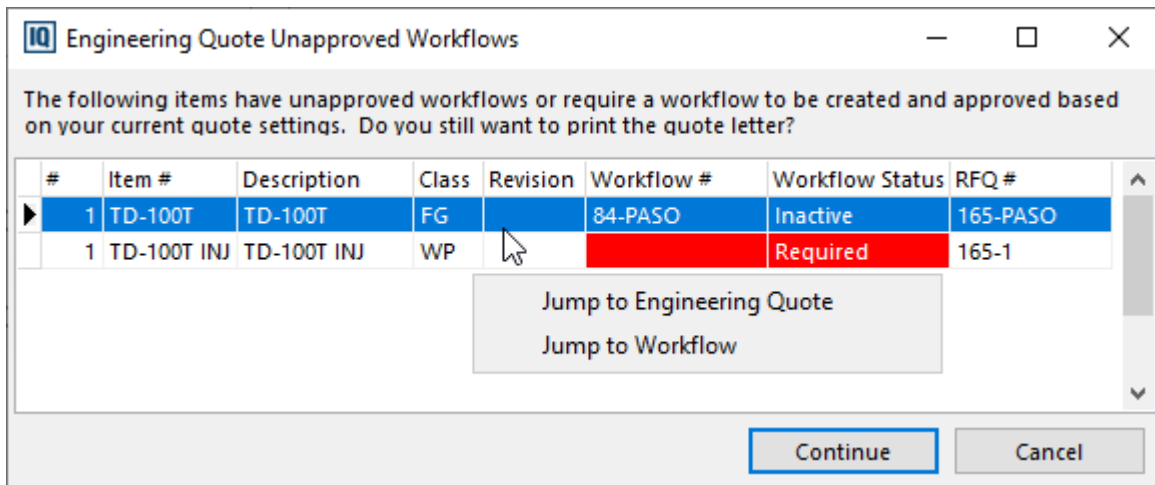 IQ Engineering Quote Unapproved Workflows
The following items have unapproved workflows or require a workflow to be created and approved based
on your current quote settings. Do you still want to print the quote letter?
# Item # Description Class Revision Workflow # Workflow Status RFQ #
1 TD-100T TD-100T FG 84-PASO Inactive 165-PASO
1 TD-100T INJ TD-100T INJ WP Required 165-1
Jump to Engineering Quote
Jump to Workflow
Continue Cancel